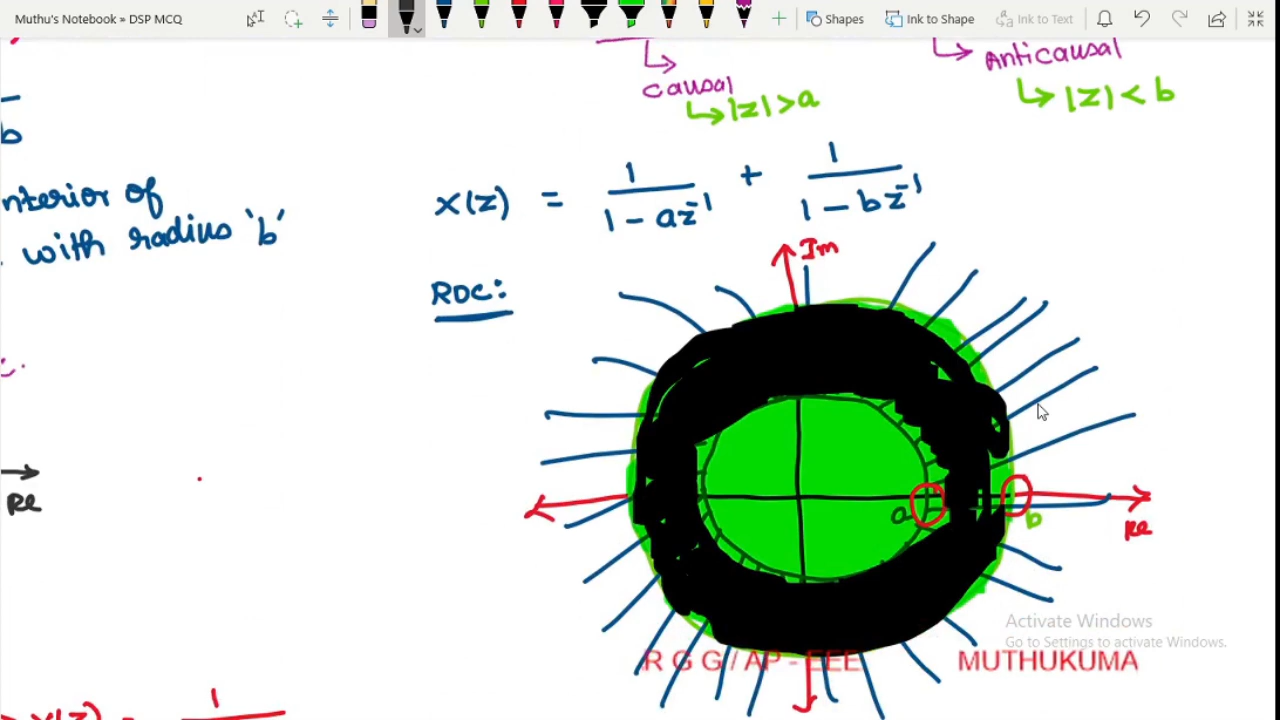 Muthu's Notebook » DSP MCQ
Shapes
Ink to Shape
Ink to Text
causal
Anticausal
↳ |z| > a
↳ |z| < b
b
nterior of
with radius 'b'
X(z) = 1/(1 - az⁻¹) + 1/(1 - bz⁻¹)
ROC:
Im
a
b
Re
Re
Activate Windows
Go to Settings to activate Windows.
R G G / AP - EEE
MUTHUKUMA
X(z) = 1